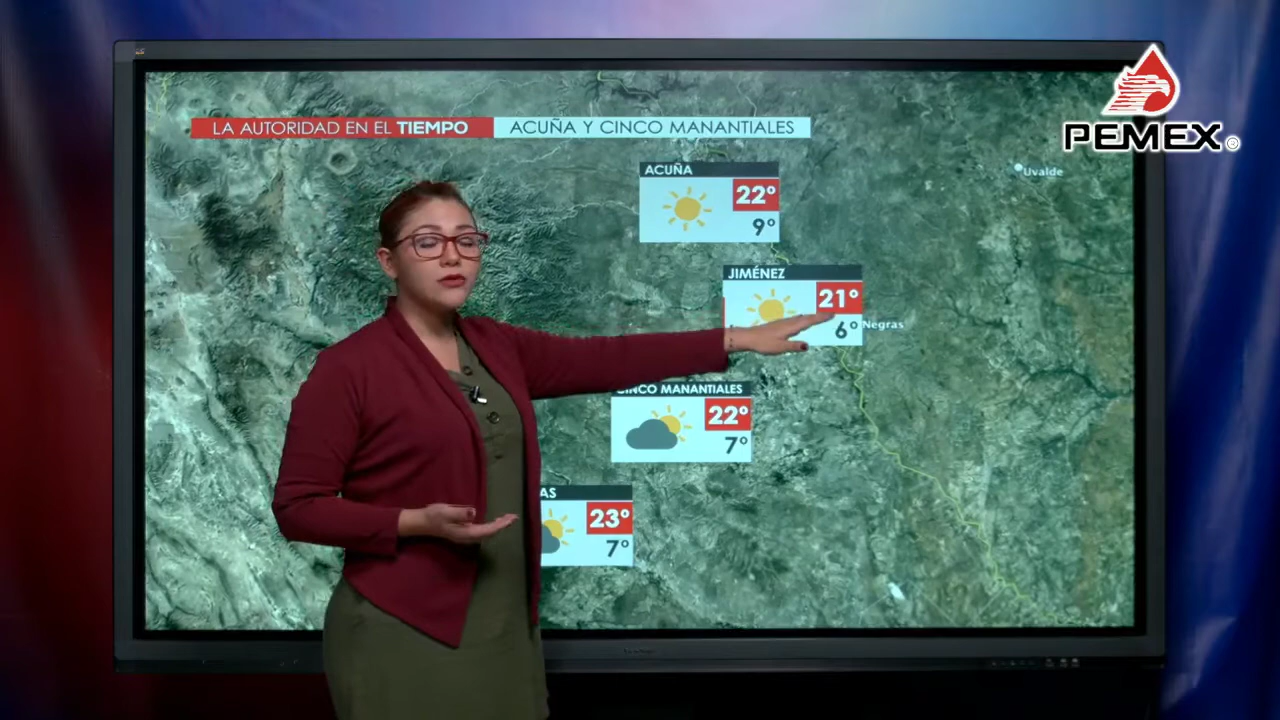 PEMEX
LA AUTORIDAD EN EL TIEMPO ACUÑA Y CINCO MANANTIALES
ACUÑA
22°
9°
Uvalde
JIMÉNEZ
21°
6°
Negras
CINCO MANANTIALES
22°
7°
AS
23°
7°